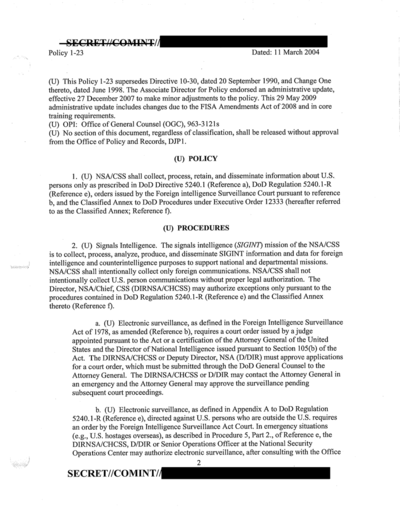 SECRET//COMINT//
Policy 1-23 Dated: 11 March 2004
(U) This Policy 1-23 supersedes Directive 10-30, dated 20 September 1990, and Change One
thereto, dated June 1998. The Associate Director for Policy endorsed an administrative update,
effective 27 December 2007 to make minor adjustments to the policy. This 29 May 2009
administrative update includes changes due to the FISA Amendments Act of 2008 and in core
training requirements.
(U) OPI: Office of General Counsel (OGC), 963-3121s
(U) No section of this document, regardless of classification, shall be released without approval
from the Office of Policy and Records, DJP1.
(U) POLICY
1. (U) NSA/CSS shall collect, process, retain, and disseminate information about U.S.
persons only as prescribed in DoD Directive 5240.1 (Reference a), DoD Regulation 5240.1-R
(Reference e), orders issued by the Foreign intelligence Surveillance Court pursuant to reference
b, and the Classified Annex to DoD Procedures under Executive Order 12333 (hereafter referred
to as the Classified Annex; Reference f).
(U) PROCEDURES
2. (U) Signals Intelligence. The signals intelligence (SIGINT) mission of the NSA/CSS
is to collect, process, analyze, produce, and disseminate SIGINT information and data for foreign
intelligence and counterintelligence purposes to support national and departmental missions.
NSA/CSS shall intentionally collect only foreign communications. NSA/CSS shall not
intentionally collect U.S. person communications without proper legal authorization. The
Director, NSA/Chief, CSS (DIRNSA/CHCSS) may authorize exceptions only pursuant to the
procedures contained in DoD Regulation 5240.1-R (Reference e) and the Classified Annex
thereto (Reference f).
a. (U) Electronic surveillance, as defined in the Foreign Intelligence Surveillance
Act of 1978, as amended (Reference b), requires a court order issued by a judge
appointed pursuant to the Act or a certification of the Attorney General of the United
States and the Director of National Intelligence issued pursuant to Section 105(b) of the
Act. The DIRNSA/CHCSS or Deputy Director, NSA (D/DIR) must approve applications
for a court order, which must be submitted through the DoD General Counsel to the
Attorney General. The DIRNSA/CHCSS or D/DIR may contact the Attorney General in
an emergency and the Attorney General may approve the surveillance pending
subsequent court proceedings.
b. (U) Electronic surveillance, as defined in Appendix A to DoD Regulation
5240.1-R (Reference e), directed against U.S. persons who are outside the U.S. requires
an order by the Foreign Intelligence Surveillance Act Court. In emergency situations
(e.g., U.S. hostages overseas), as described in Procedure 5, Part 2., of Reference e, the
DIRNSA/CHCSS, D/DIR or Senior Operations Officer at the National Security
Operations Center may authorize electronic surveillance, after consulting with the Office
2
SECRET//COMINT//